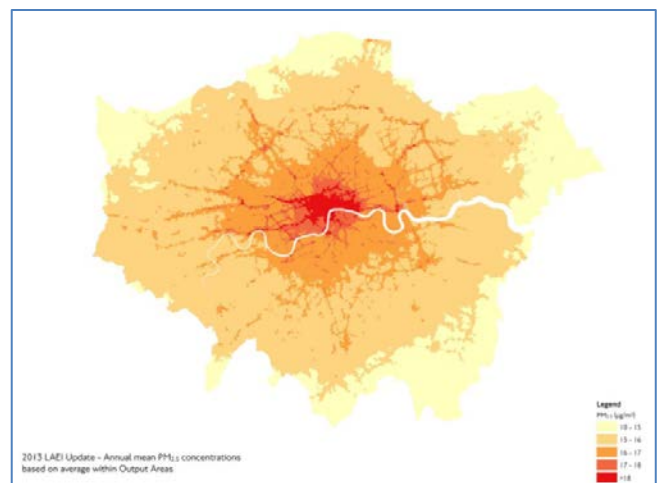 Legend
PM2.5 (µg/m³)
10 - 15
15 - 16
16 - 17
17 - 18
>18
2013 LAEI Update - Annual mean PM2.5 concentrations
based on average within Output Areas